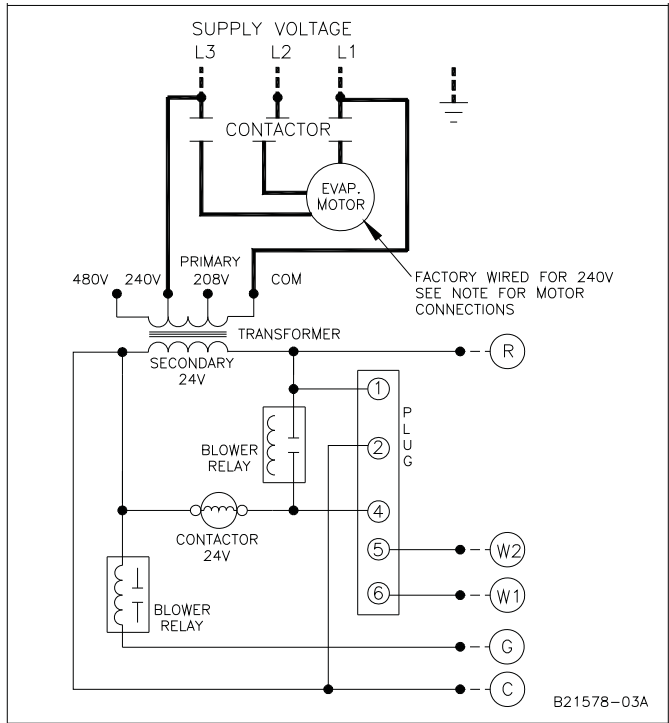 SUPPLY VOLTAGE
L3 L2 L1
CONTACTOR
EVAP.
MOTOR
PRIMARY
480V 240V 208V COM
FACTORY WIRED FOR 240V
SEE NOTE FOR MOTOR
CONNECTIONS
TRANSFORMER
SECONDARY
24V
R
1
PLUG
2
BLOWER
RELAY
4
CONTACTOR
24V
5
W2
6
W1
BLOWER
RELAY
G
C
B21578-03A